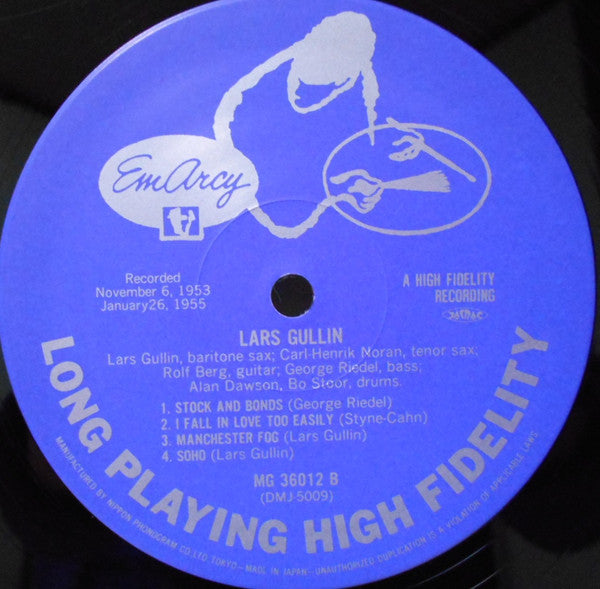 EmArcy
Recorded
November 6, 1953
January26, 1955
A HIGH FIDELITY
RECORDING
LARS GULLIN
Lars Gullin, baritone sax; Carl-Henrik Noran, tenor sax;
Rolf Berg, guitar; George Riedel, bass;
Alan Dawson, Bo Stoor, drums.
1. STOCK AND BONDS (George Riedel)
2. I FALL IN LOVE TOO EASILY (Styne-Cahn)
3. MANCHESTER FOG (Lars Gullin)
4. SOHO (Lars Gullin)
MG 36012 B
(DMJ-5009)
LONG PLAYING HIGH FIDELITY
MANUFACTURED BY NIPPON PHONOGRAM CO., LTD. TOKYO—MADE IN JAPAN—UNAUTHORIZED DUPLICATION IS A VIOLATION OF APPLICABLE LAWS